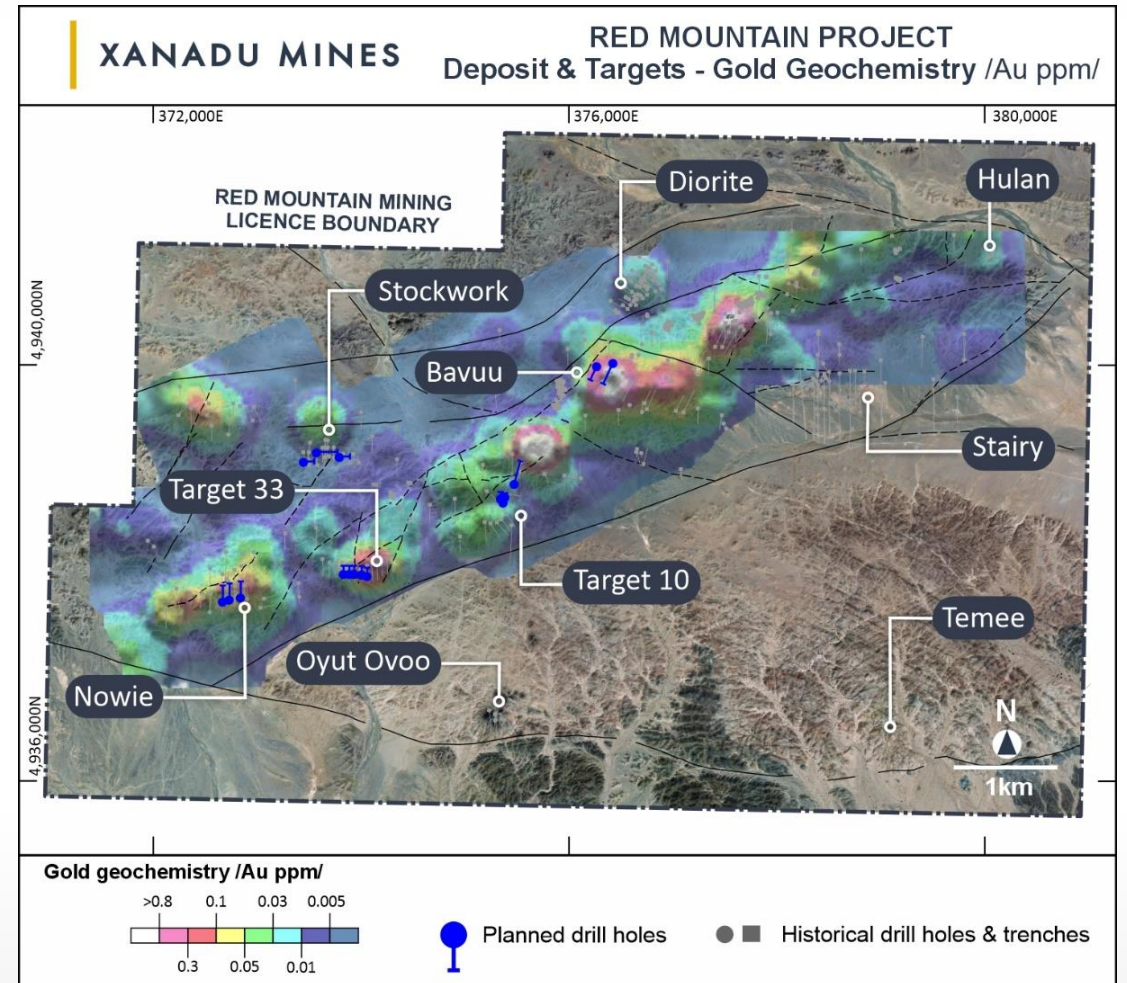 XANADU MINES
RED MOUNTAIN PROJECT
Deposit & Targets - Gold Geochemistry /Au ppm/
372,000E
376,000E
380,000E
Diorite
Hulan
RED MOUNTAIN MINING
LICENCE BOUNDARY
Stockwork
4,940,000N
Bavuu
Stairy
Target 33
Target 10
Temee
Oyut Ovoo
Nowie
4,936,000N
N
1km
Gold geochemistry /Au ppm/
>0.8
0.1
0.03
0.005
0.3
0.05
0.01
Planned drill holes
Historical drill holes & trenches